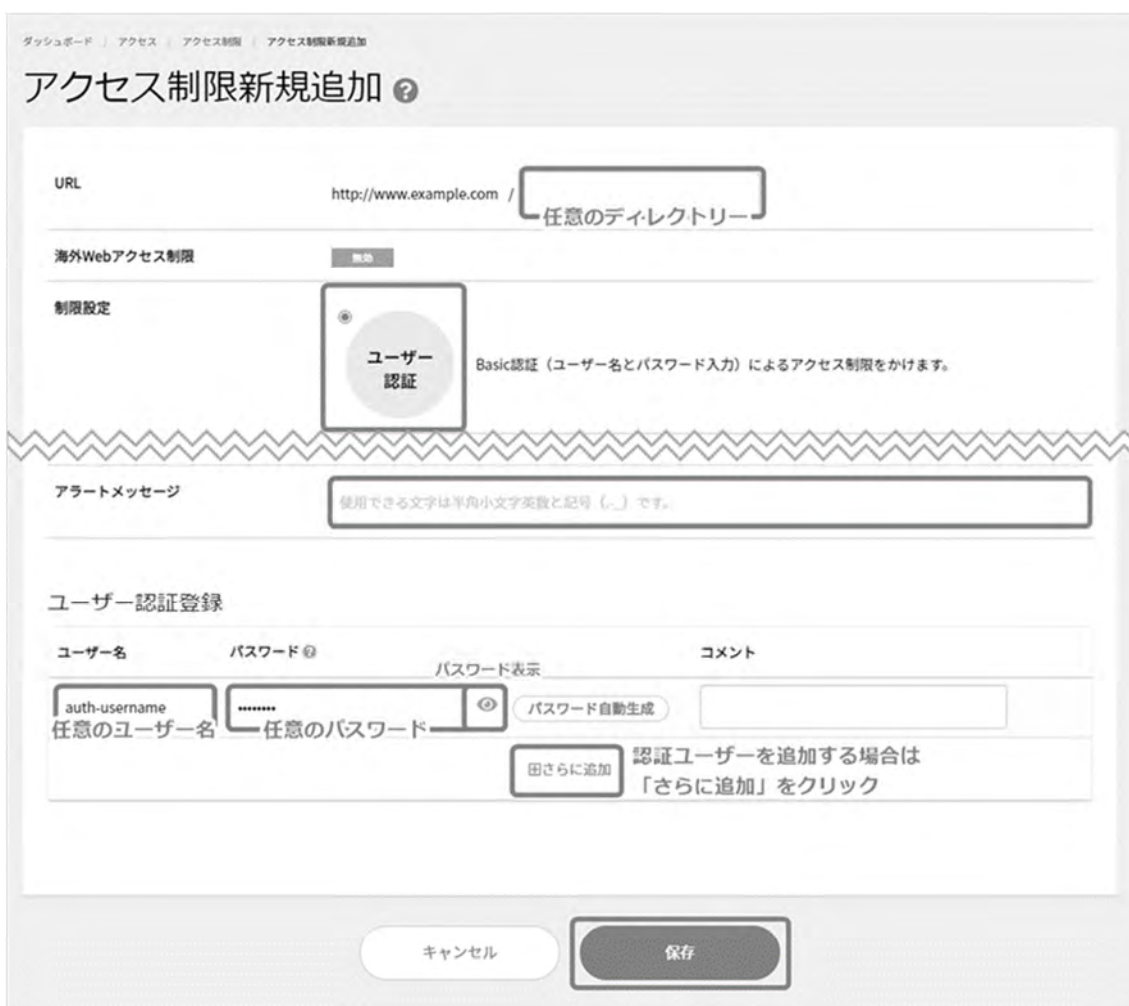 ダッシュボード / アクセス / アクセス制限 / アクセス制限新規追加
アクセス制限新規追加 ?
URL
http://www.example.com /
任意のディレクトリー
海外Webアクセス制限
無効
制限設定
ユーザー
認証
Basic認証（ユーザー名とパスワード入力）によるアクセス制限をかけます。
アラートメッセージ
使用できる文字は半角小文字英数と記号（.-_）です。
ユーザー認証登録
ユーザー名 パスワード ? コメント
パスワード表示
auth-username •••••••• パスワード自動生成
任意のユーザー名 任意のパスワード
⊞さらに追加
認証ユーザーを追加する場合は
「さらに追加」をクリック
キャンセル 保存